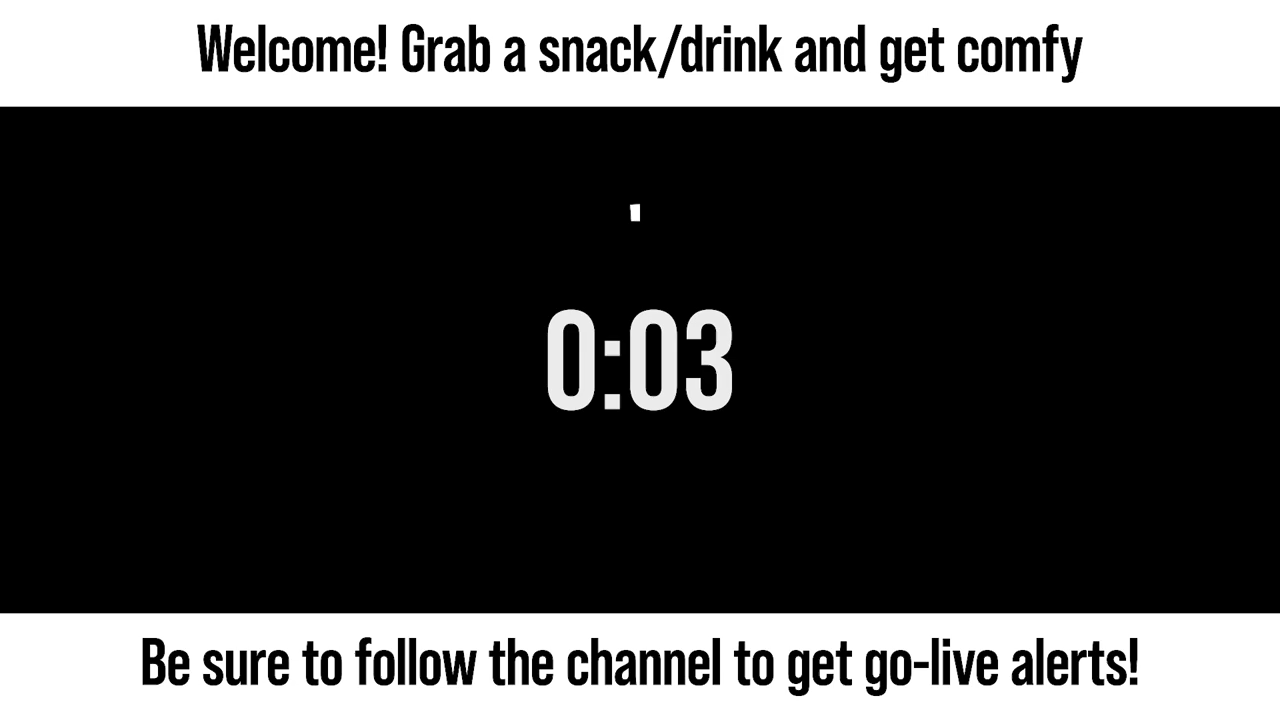 Welcome! Grab a snack/drink and get comfy
0:03
Be sure to follow the channel to get go-live alerts!